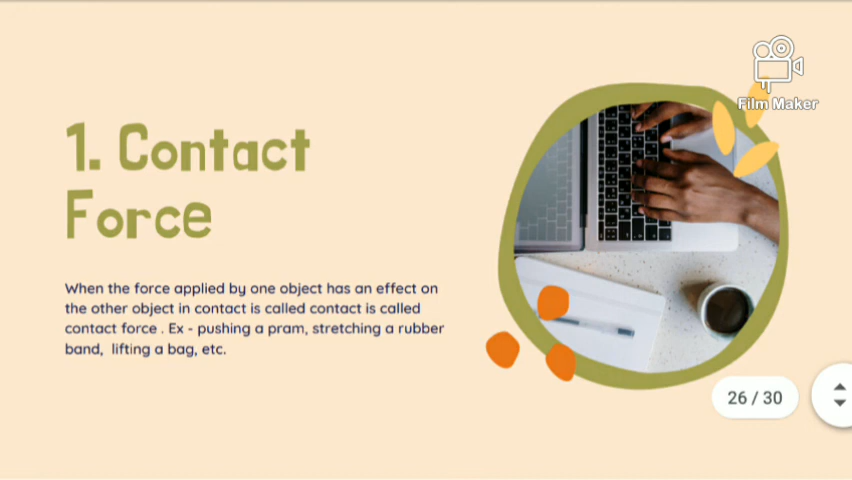 Film Maker
1. Contact
Force
When the force applied by one object has an effect on
the other object in contact is called contact is called
contact force . Ex - pushing a pram, stretching a rubber
band, lifting a bag, etc.
26 / 30